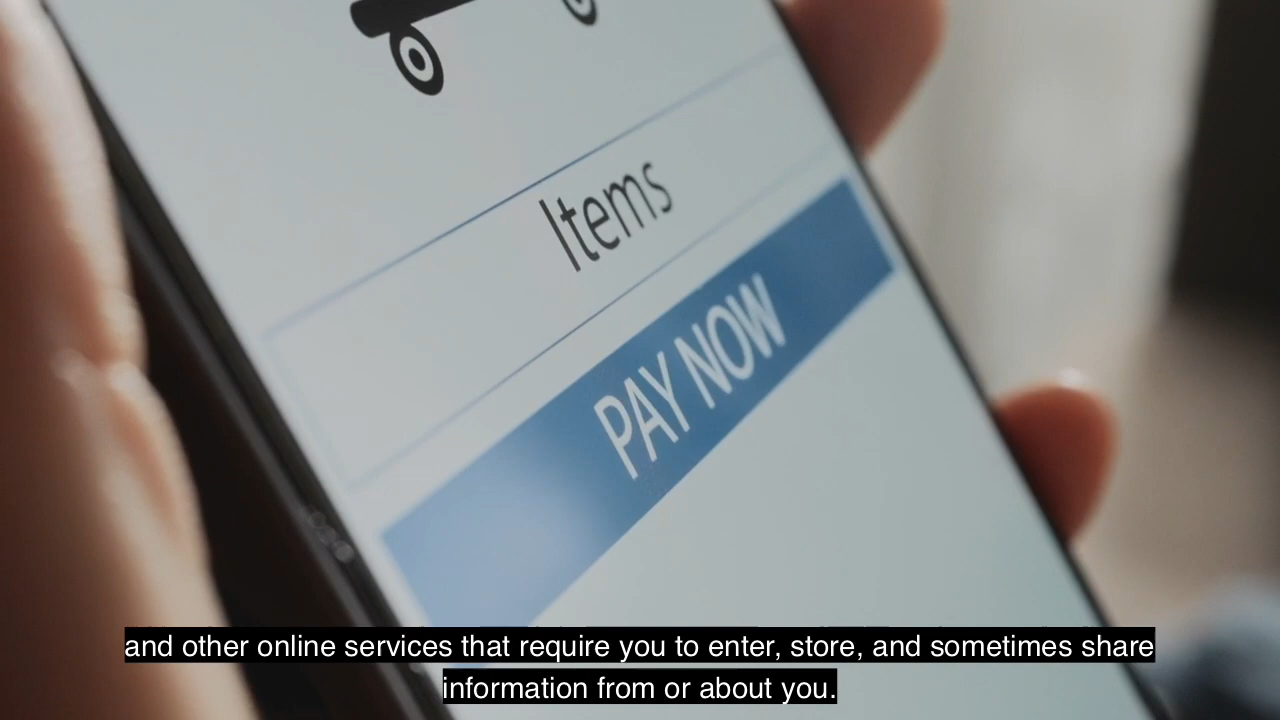 Items
PAY NOW
and other online services that require you to enter, store, and sometimes share
information from or about you.